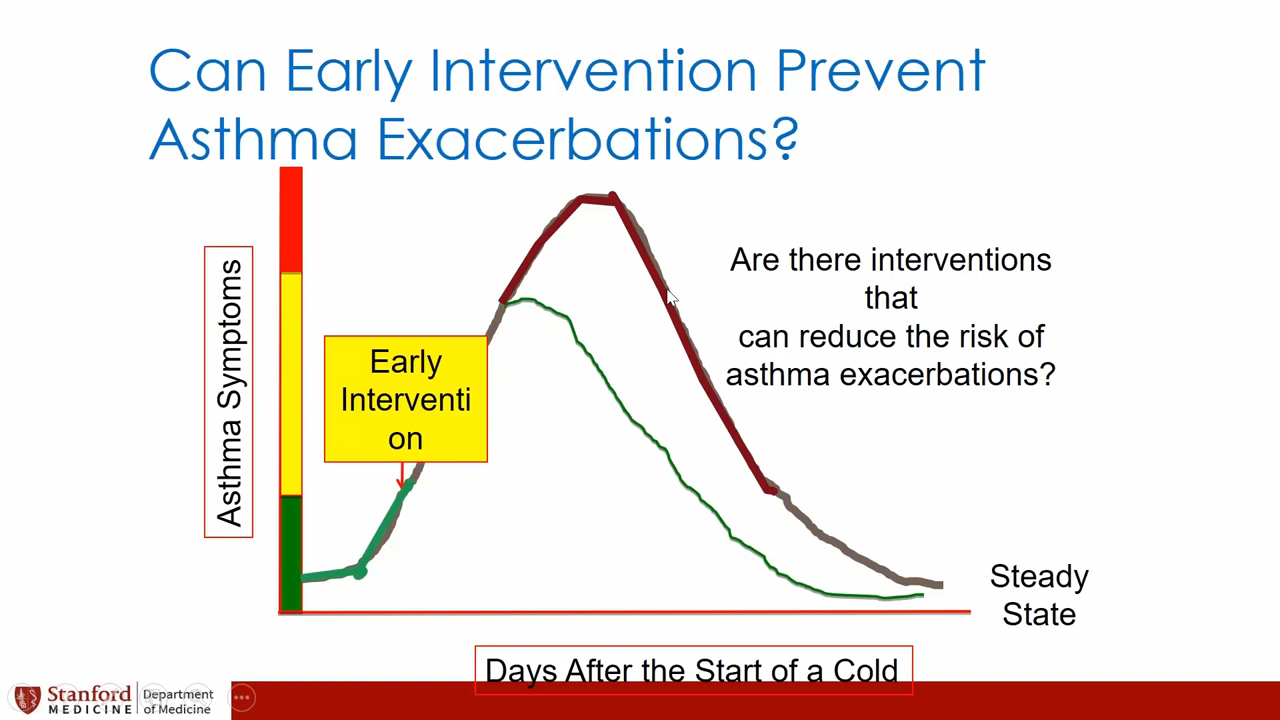 Can Early Intervention Prevent
Asthma Exacerbations?
Asthma Symptoms
Early
Interventi
on
Are there interventions
that
can reduce the risk of
asthma exacerbations?
Steady
State
Days After the Start of a Cold
Stanford
MEDICINE
Department
of Medicine